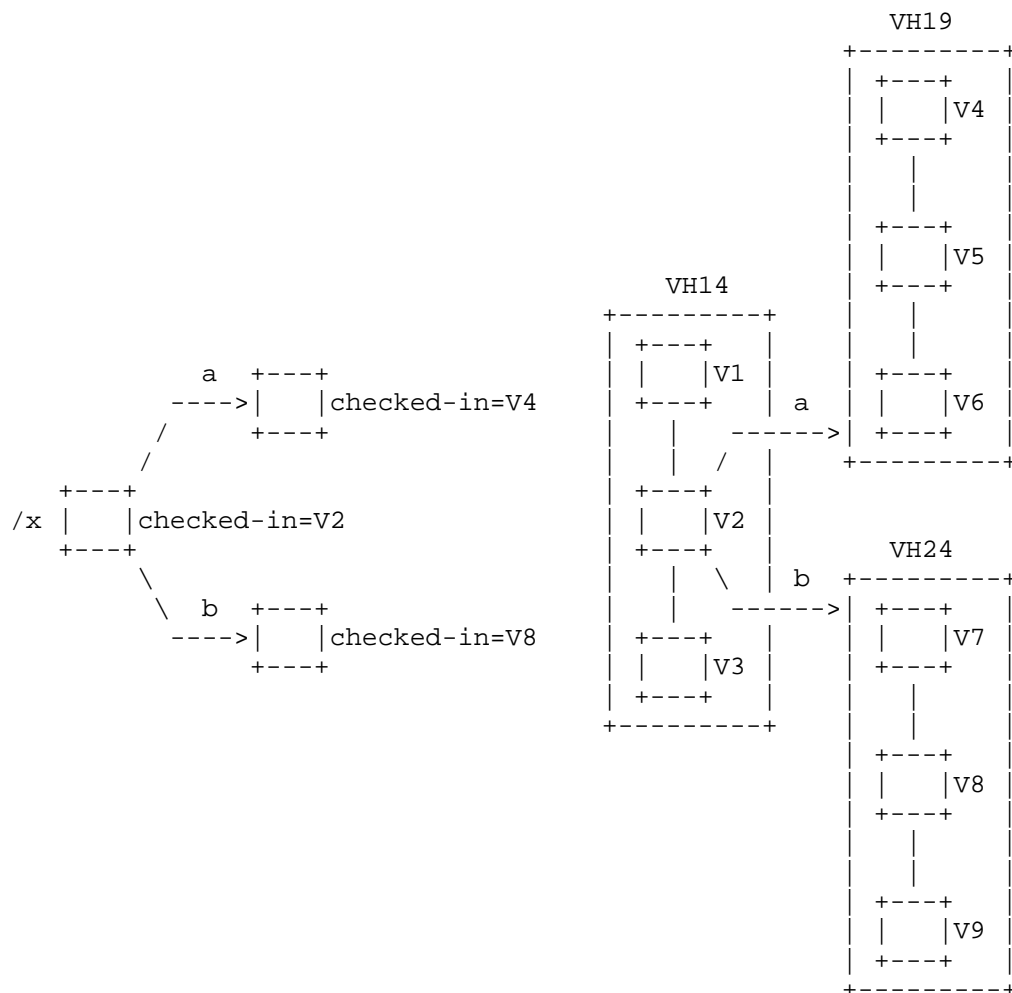 VH19
V4
V5
VH14
V1
a
checked-in=V4
a
V6
/x
checked-in=V2
V2
VH24
b
b
V7
checked-in=V8
V3
V8
V9